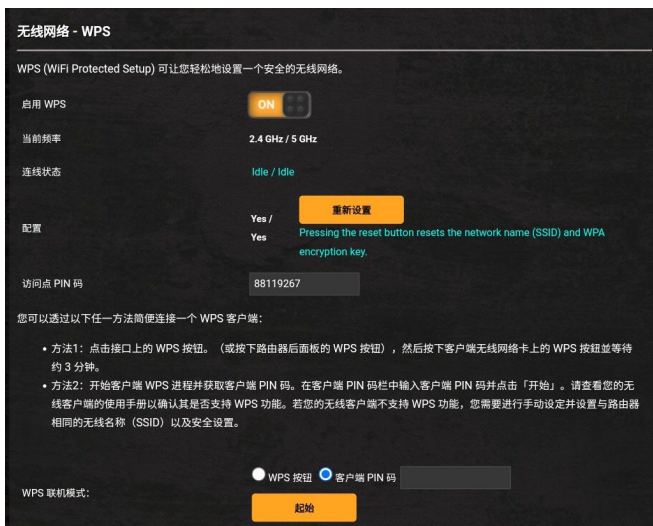 无线网络 - WPS
WPS (WiFi Protected Setup) 可让您轻松地设置一个安全的无线网络。
启用 WPS
ON
当前频率
2.4 GHz / 5 GHz
连线状态
Idle / Idle
配置
Yes /
Yes
重新设置
Pressing the reset button resets the network name (SSID) and WPA
encryption key.
访问点 PIN 码
88119267
您可以透过以下任一方法简便连接一个 WPS 客户端：
• 方法1：点击接口上的 WPS 按钮。（或按下路由器后面板的 WPS 按钮），然后按下客户端无线网络卡上的 WPS 按鈕並等待
约 3 分钟。
• 方法2：开始客户端 WPS 进程并获取客户端 PIN 码。在客户端 PIN 码栏中输入客户端 PIN 码并点击「开始」。请查看您的无
线客户端的使用手册以确认其是否支持 WPS 功能。若您的无线客户端不支持 WPS 功能，您需要进行手动设定并设置与路由器
相同的无线名称（SSID）以及安全设置。
WPS 联机模式：
WPS 按钮 客户端 PIN 码
起始